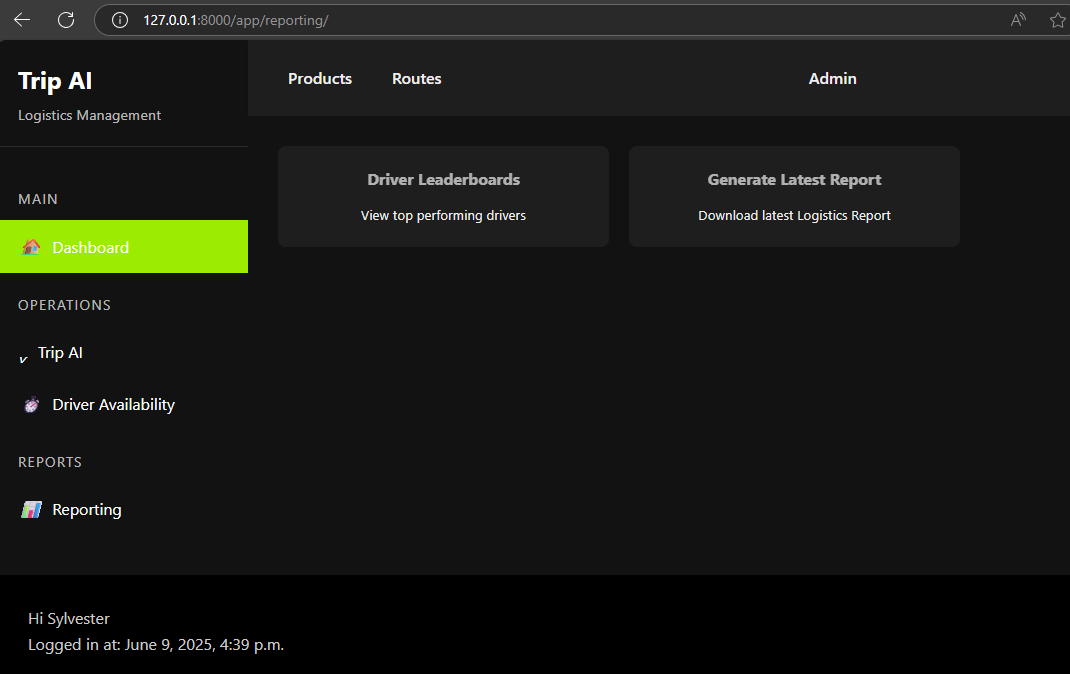 127.0.0.1:8000/app/reporting/
Trip AI
Logistics Management
Products Routes Admin
MAIN
Dashboard
OPERATIONS
v Trip AI
Driver Availability
REPORTS
Reporting
Driver Leaderboards
View top performing drivers
Generate Latest Report
Download latest Logistics Report
Hi Sylvester
Logged in at: June 9, 2025, 4:39 p.m.